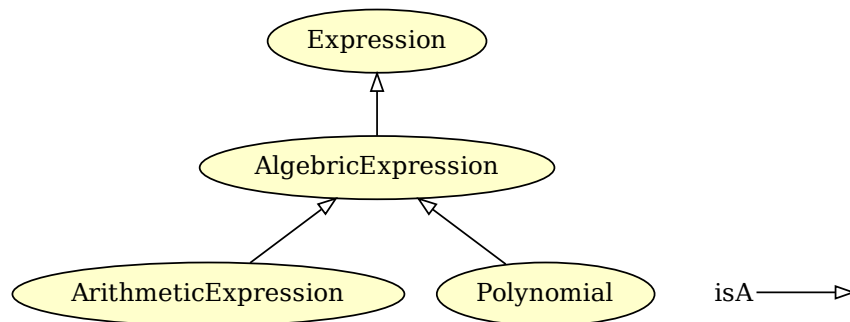 Expression
AlgebricExpression
ArithmeticExpression
Polynomial
isA